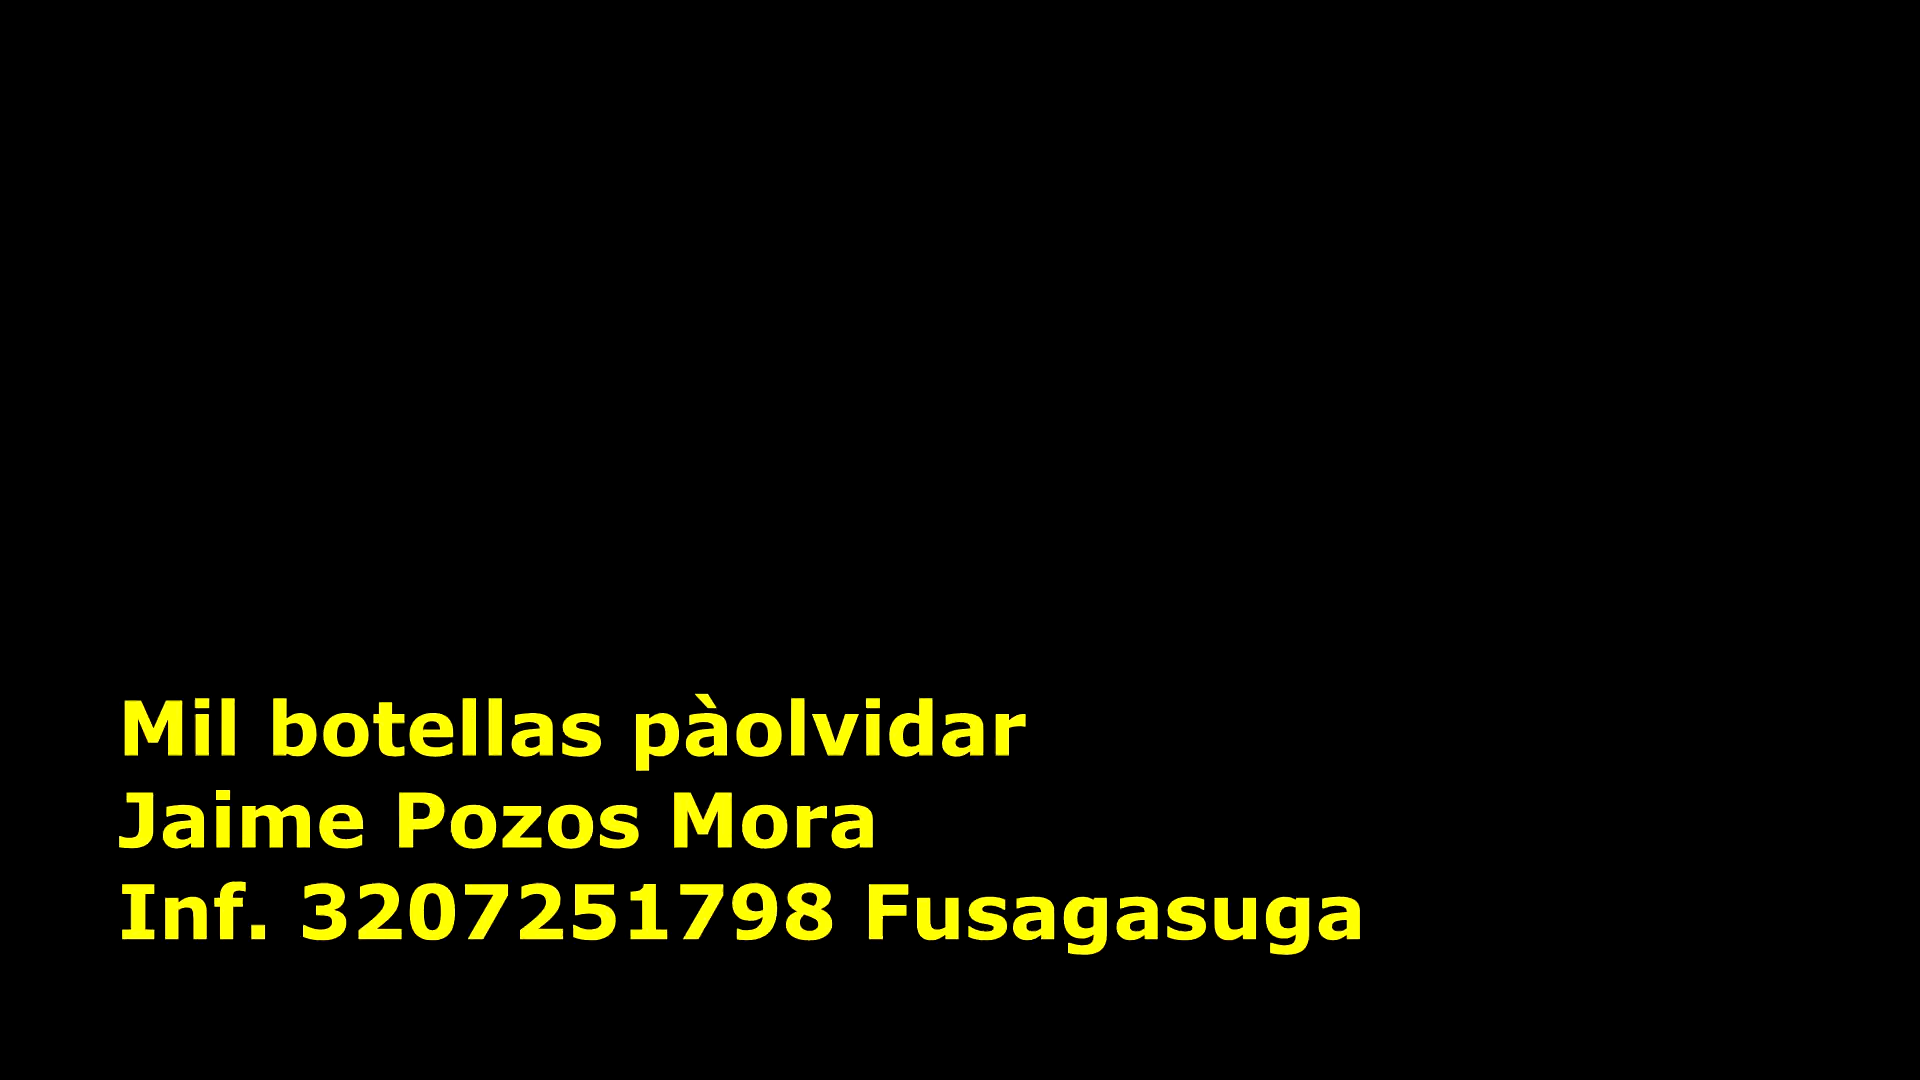 Mil botellas pàolvidar
Jaime Pozos Mora
Inf. 3207251798 Fusagasuga